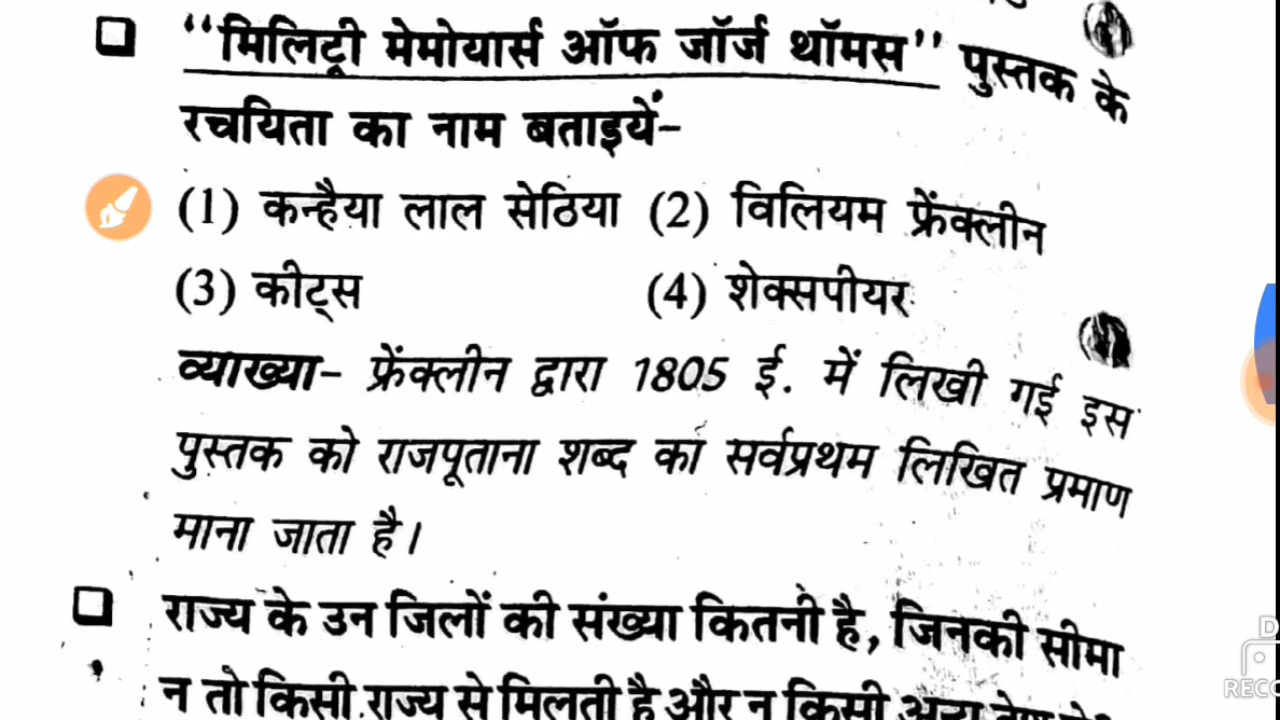 ❑ “मिलिट्री मेमोयार्स ऑफ जॉर्ज थॉमस” पुस्तक के
रचयिता का नाम बताइयें-
(1) कन्हैया लाल सेठिया (2) विलियम फ्रेंक्लीन
(3) कीट्स (4) शेक्सपीयर
व्याख्या- फ्रेंक्लीन द्वारा 1805 ई. में लिखी गई इस
पुस्तक को राजपूताना शब्द का सर्वप्रथम लिखित प्रमाण
माना जाता है।
❑ राज्य के उन जिलों की संख्या कितनी है, जिनकी सीमा
न तो किसी राज्य से मिलती है और न किसी